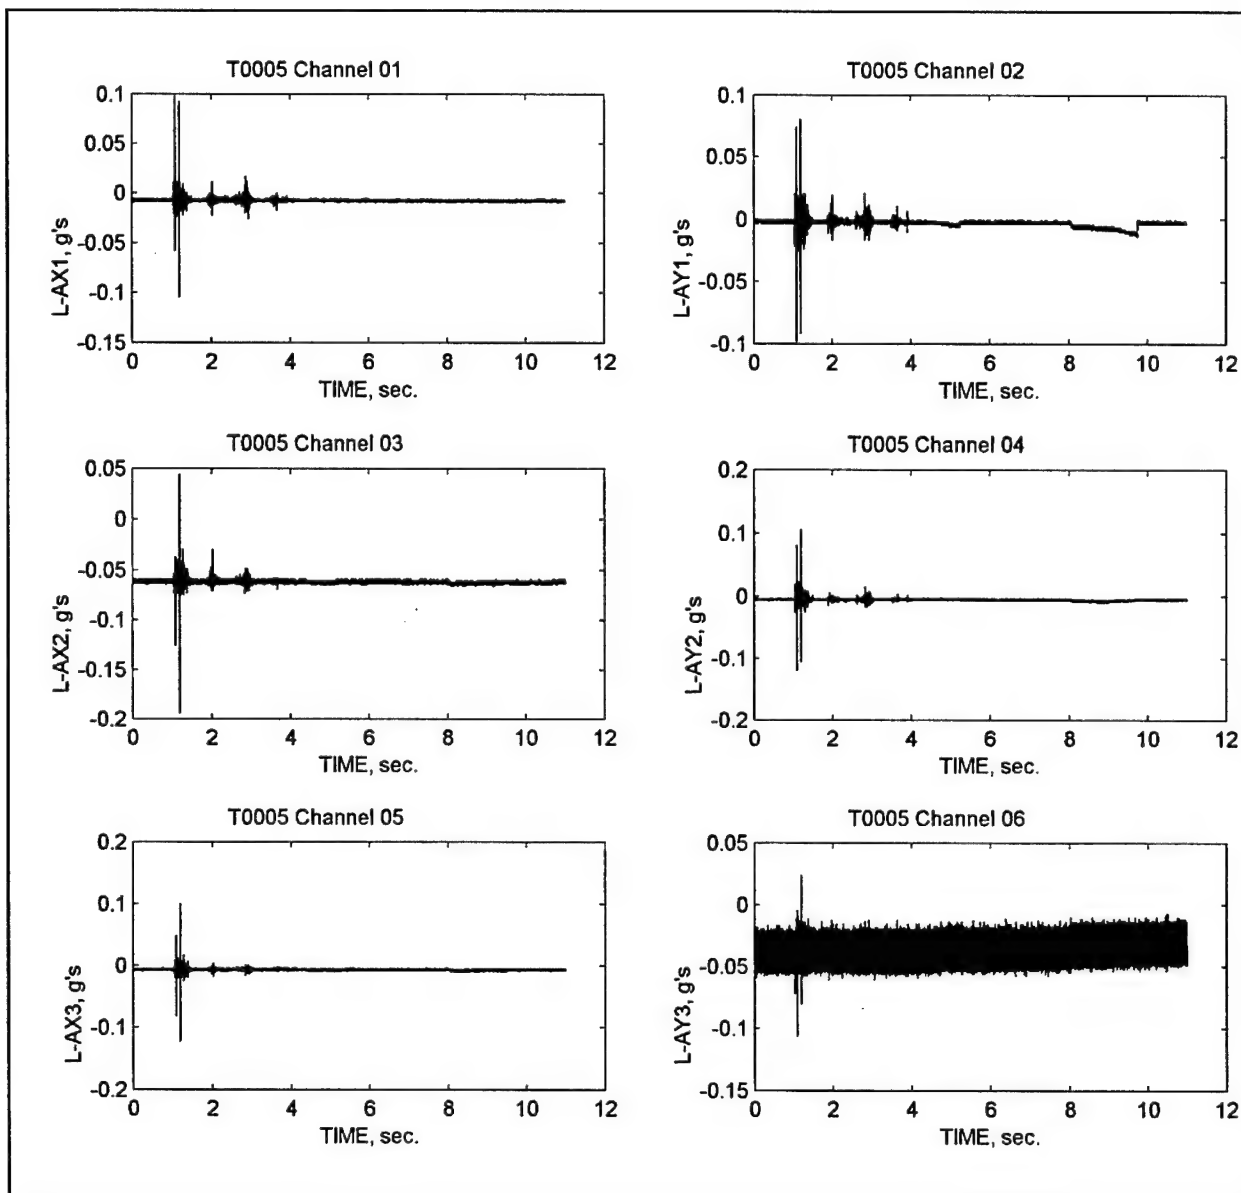 T0005 Channel 01
0.1
0.05
0
-0.05
-0.1
-0.15
L-AX1, g's
0 2 4 6 8 10 12
TIME, sec.
T0005 Channel 02
0.1
0.05
0
-0.05
-0.1
L-AY1, g's
0 2 4 6 8 10 12
TIME, sec.
T0005 Channel 03
0.05
0
-0.05
-0.1
-0.15
-0.2
L-AX2, g's
0 2 4 6 8 10 12
TIME, sec.
T0005 Channel 04
0.2
0.1
0
-0.1
-0.2
L-AY2, g's
0 2 4 6 8 10 12
TIME, sec.
T0005 Channel 05
0.2
0.1
0
-0.1
-0.2
L-AX3, g's
0 2 4 6 8 10 12
TIME, sec.
T0005 Channel 06
0.05
0
-0.05
-0.1
-0.15
L-AY3, g's
0 2 4 6 8 10 12
TIME, sec.